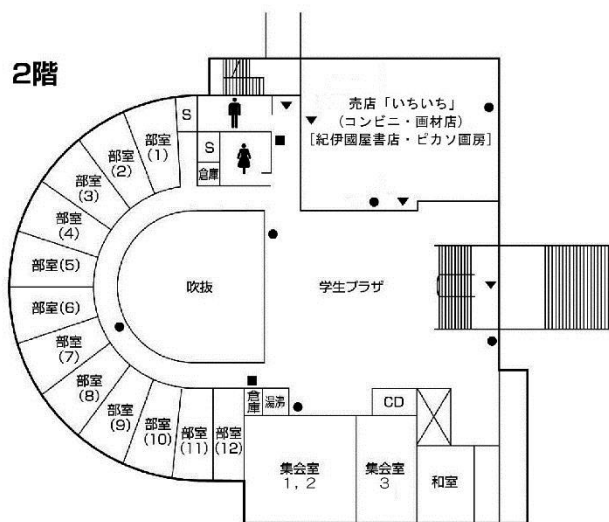 2階
売店「いちいち」
(コンビニ・画材店)
[紀伊國屋書店・ピカソ画房]
S
S
倉庫
部室
(1)
部室
(2)
部室
(3)
部室
(4)
部室(5)
部室(6)
部室
(7)
部室
(8)
部室
(9)
部室
(10)
部室
(11)
部室
(12)
吹抜
学生プラザ
倉庫
湯沸
CD
集会室
1, 2
集会室
3
和室